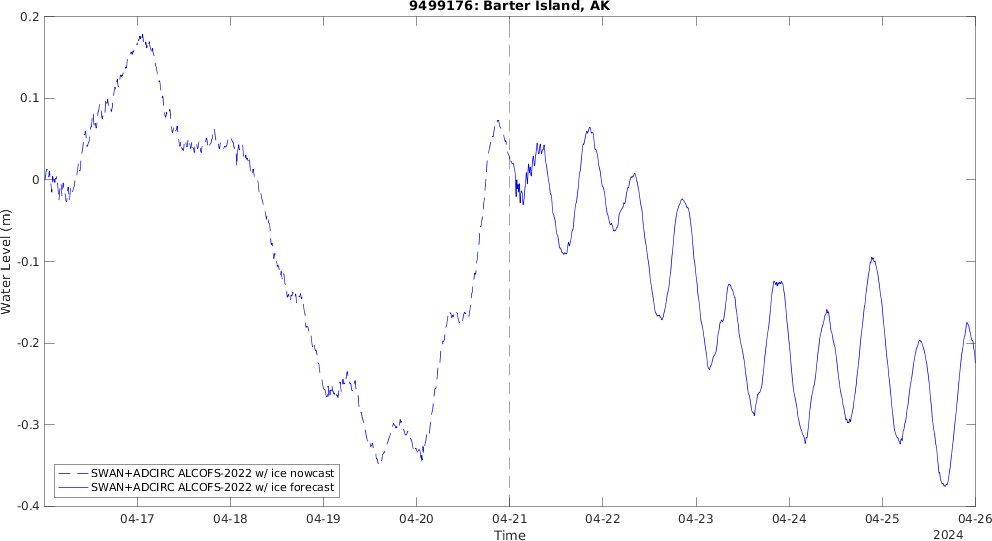 9499176: Barter Island, AK
Water Level (m)
0.2
0.1
0
-0.1
-0.2
-0.3
-0.4
SWAN+ADCIRC ALCOFS-2022 w/ ice nowcast
SWAN+ADCIRC ALCOFS-2022 w/ ice forecast
04-17 04-18 04-19 04-20 04-21 04-22 04-23 04-24 04-25 04-26
Time
2024